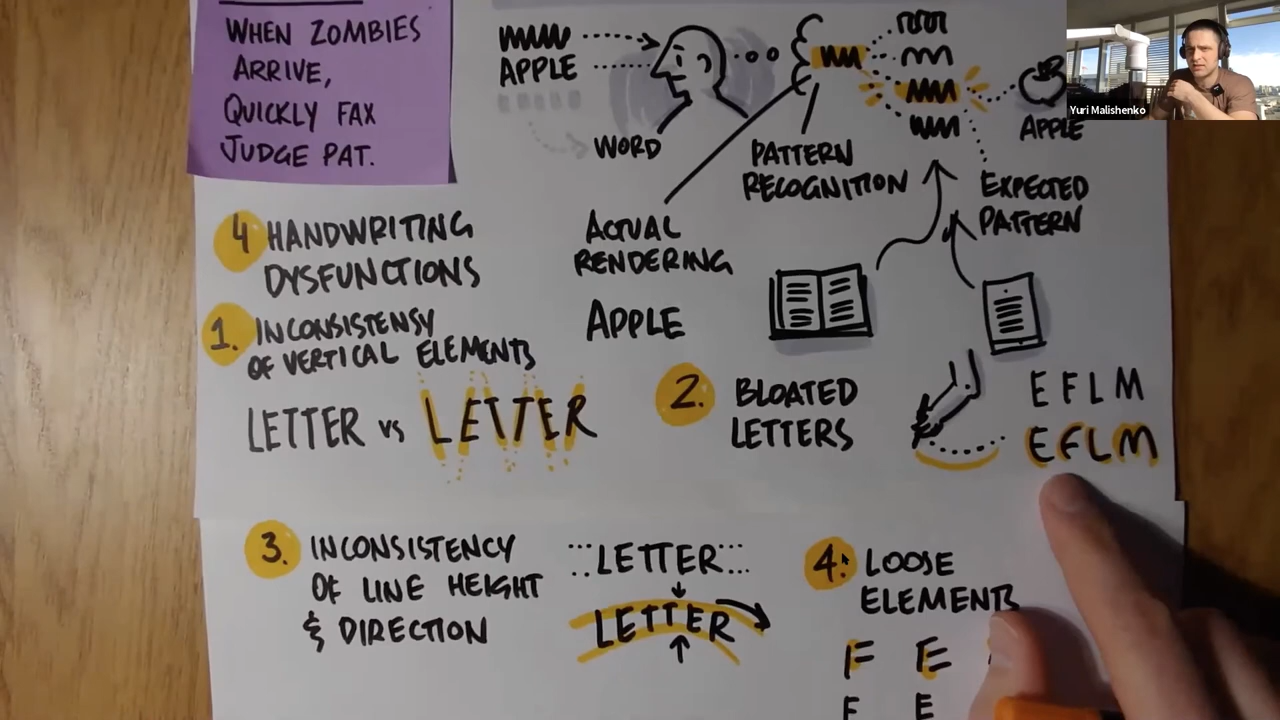 WHEN ZOMBIES
ARRIVE,
QUICKLY FAX
JUDGE PAT.
APPLE
WORD
PATTERN
RECOGNITION
APPLE
EXPECTED
PATTERN
ACTUAL
RENDERING
APPLE
4 HANDWRITING
DYSFUNCTIONS
1. INCONSISTENSY
OF VERTICAL ELEMENTS
LETTER VS LETTER
2. BLOATED
LETTERS
E F L M
E F L M
3. INCONSISTENCY
OF LINE HEIGHT
& DIRECTION
LETTER
LETTER
4. LOOSE
ELEMENTS
F E
F E
Yuri Malishenko